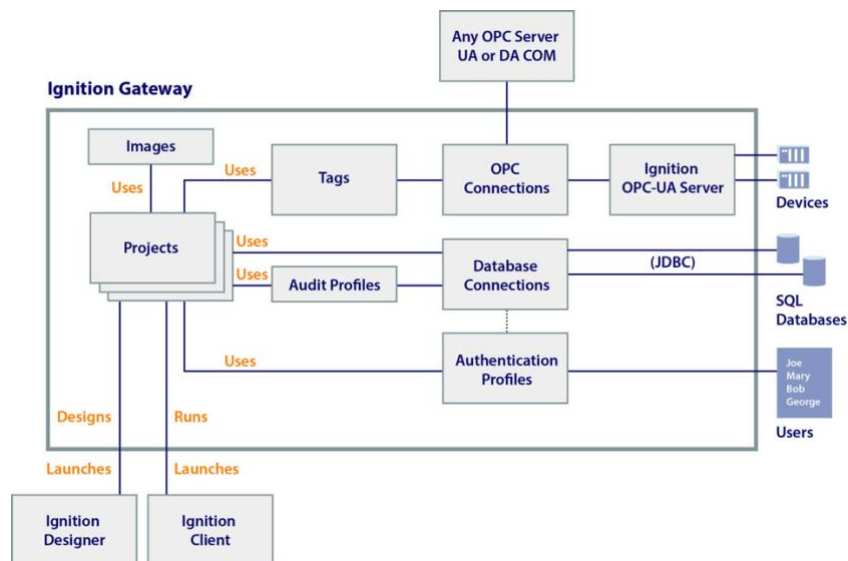 Any OPC Server
UA or DA COM
Ignition Gateway
Images
Uses
Uses
Tags
OPC
Connections
Ignition
OPC-UA Server
Devices
Projects
Uses
Uses
Audit Profiles
Database
Connections
(JDBC)
SQL
Databases
Uses
Authentication
Profiles
Joe
Mary
Bob
George
Users
Designs
Runs
Launches
Launches
Ignition
Designer
Ignition
Client